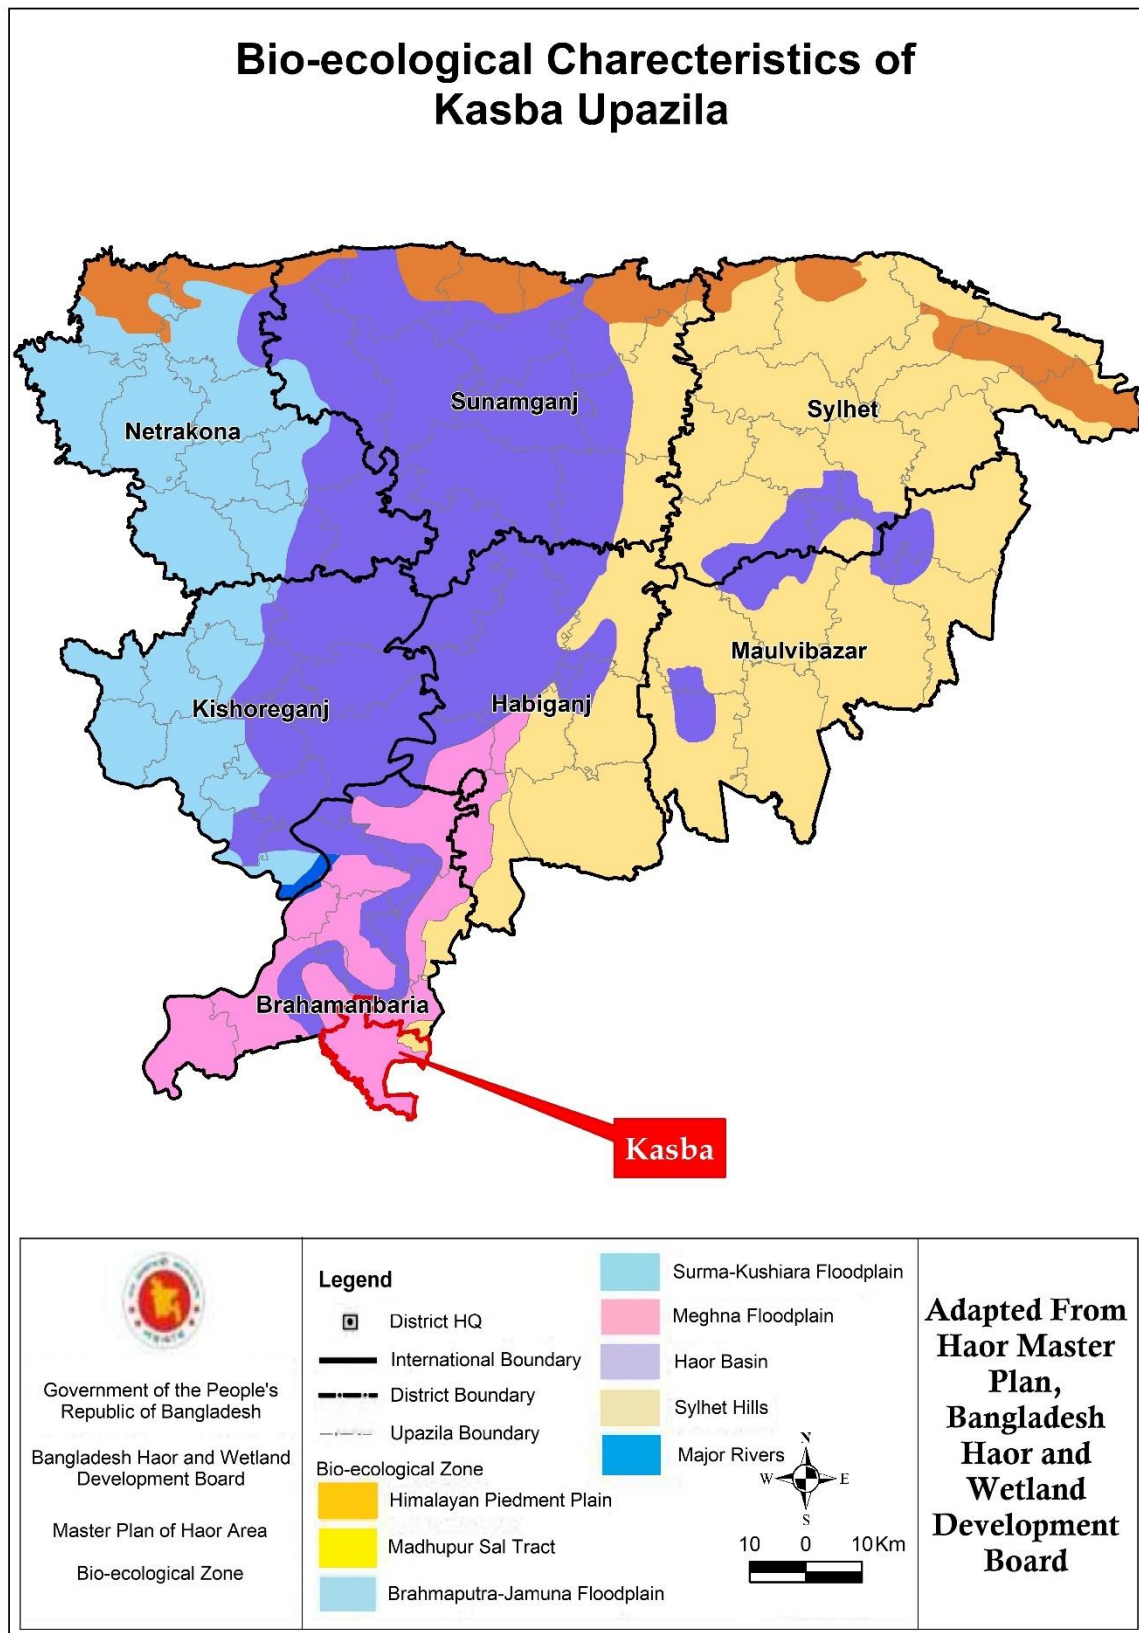 Bio-ecological Charecteristics of
Kasba Upazila
Sunamganj
Sylhet
Netrakona
Maulvibazar
Habiganj
Kishoreganj
Brahamanbaria
Kasba
Government of the People's
Republic of Bangladesh
Bangladesh Haor and Wetland
Development Board
Master Plan of Haor Area
Bio-ecological Zone
Legend
District HQ
International Boundary
District Boundary
Upazila Boundary
Bio-ecological Zone
Himalayan Piedment Plain
Madhupur Sal Tract
Brahmaputra-Jamuna Floodplain
Surma-Kushiara Floodplain
Meghna Floodplain
Haor Basin
Sylhet Hills
Major Rivers
N
W E
S
10 0 10Km
Adapted From
Haor Master
Plan,
Bangladesh
Haor and
Wetland
Development
Board